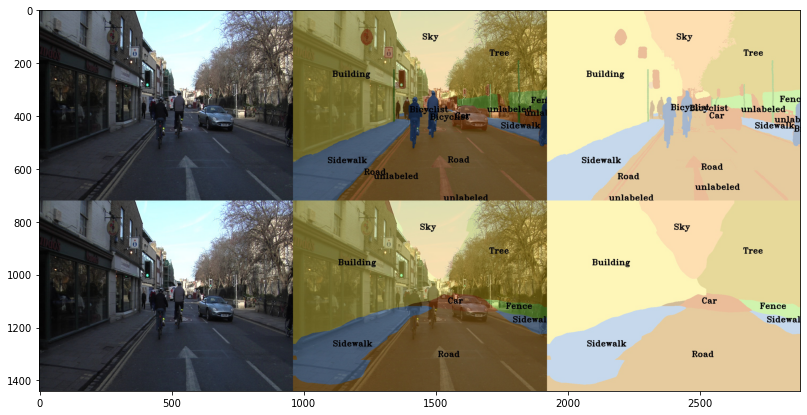 0
200
400
600
800
1000
1200
1400
Sky
Tree
Building
Fence
unlabeled
Bicyclist
Bicyclist
Car
Sidewalk
Sidewalk
Road
Road
unlabeled
unlabeled
Sky
Tree
Building
Fenc
Bicyclist
Bicyclist
unlabeled
Car
Sidewalk
Sidewalk
Road
Road
unlabeled
unlabeled
Sky
Tree
Building
Car
Fence
Sidewalk
Sidewalk
Road
Sky
Tree
Building
Car
Fence
Sidewalk
Sidewalk
Road
0
500
1000
1500
2000
2500